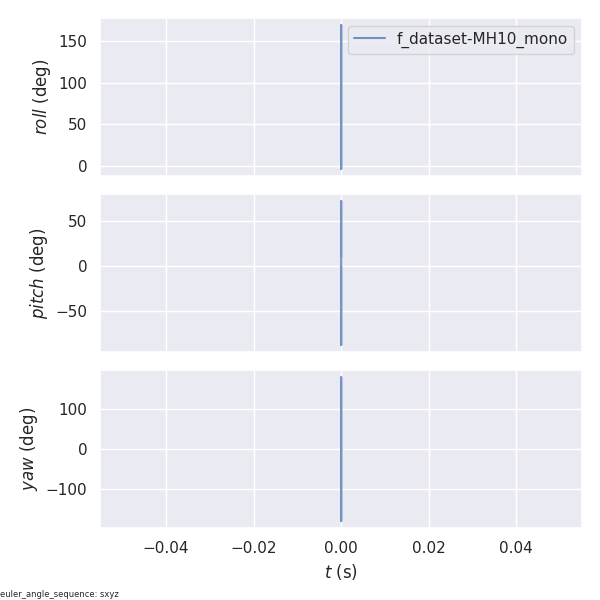 150
100
50
0
roll (deg)
f_dataset-MH10_mono
50
0
−50
pitch (deg)
100
0
−100
yaw (deg)
−0.04 −0.02 0.00 0.02 0.04
t (s)
euler_angle_sequence: sxyz